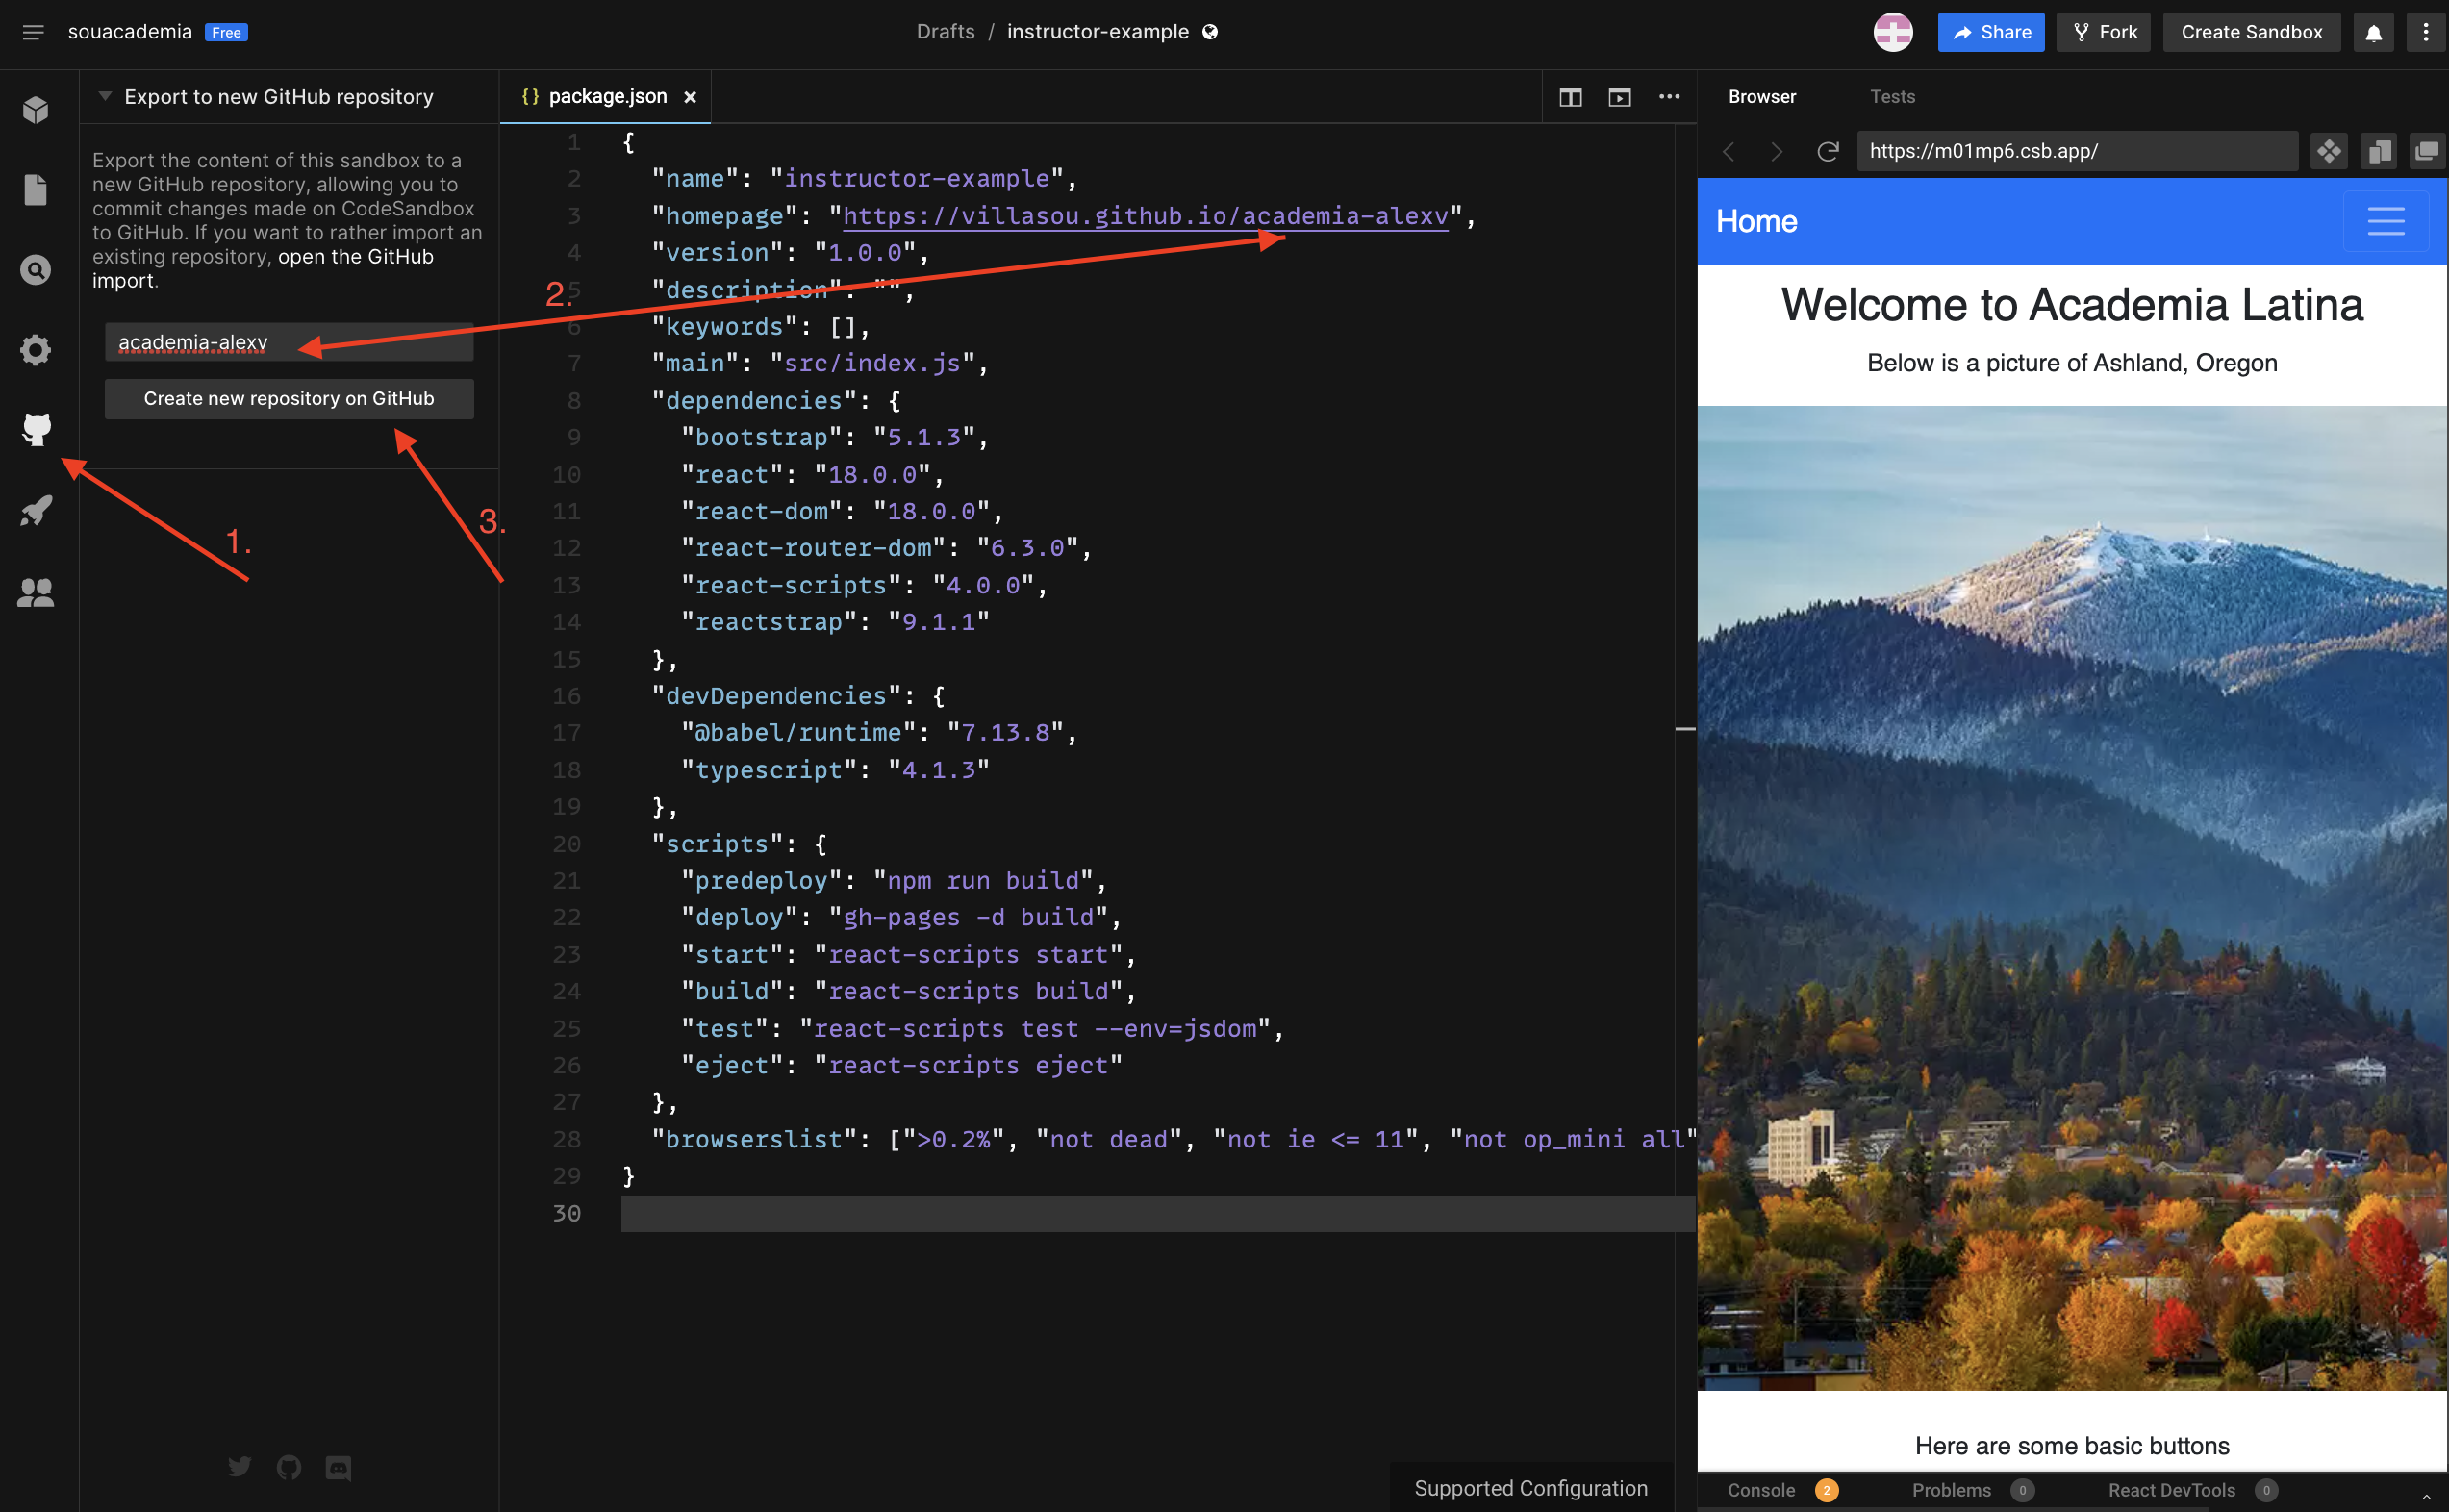 souacademia Free
Drafts / instructor-example
Share
Fork
Create Sandbox
Export to new GitHub repository
Export the content of this sandbox to a
new GitHub repository, allowing you to
commit changes made on CodeSandbox
to GitHub. If you want to rather import an
existing repository, open the GitHub
import.
academia-alexv
Create new repository on GitHub
1.
2.
3.
{} package.json ×
1 {
2 "name": "instructor-example",
3 "homepage": "https://villasou.github.io/academia-alexv",
4 "version": "1.0.0",
5 "description": "",
6 "keywords": [],
7 "main": "src/index.js",
8 "dependencies": {
9 "bootstrap": "5.1.3",
10 "react": "18.0.0",
11 "react-dom": "18.0.0",
12 "react-router-dom": "6.3.0",
13 "react-scripts": "4.0.0",
14 "reactstrap": "9.1.1"
15 },
16 "devDependencies": {
17 "@babel/runtime": "7.13.8",
18 "typescript": "4.1.3"
19 },
20 "scripts": {
21 "predeploy": "npm run build",
22 "deploy": "gh-pages -d build",
23 "start": "react-scripts start",
24 "build": "react-scripts build",
25 "test": "react-scripts test --env=jsdom",
26 "eject": "react-scripts eject"
27 },
28 "browserslist": [">0.2%", "not dead", "not ie <= 11", "not op_mini all"
29 }
30
Supported Configuration
Browser
Tests
https://m01mp6.csb.app/
Home
Welcome to Academia Latina
Below is a picture of Ashland, Oregon
Here are some basic buttons
Console 2
Problems 0
React DevTools 0